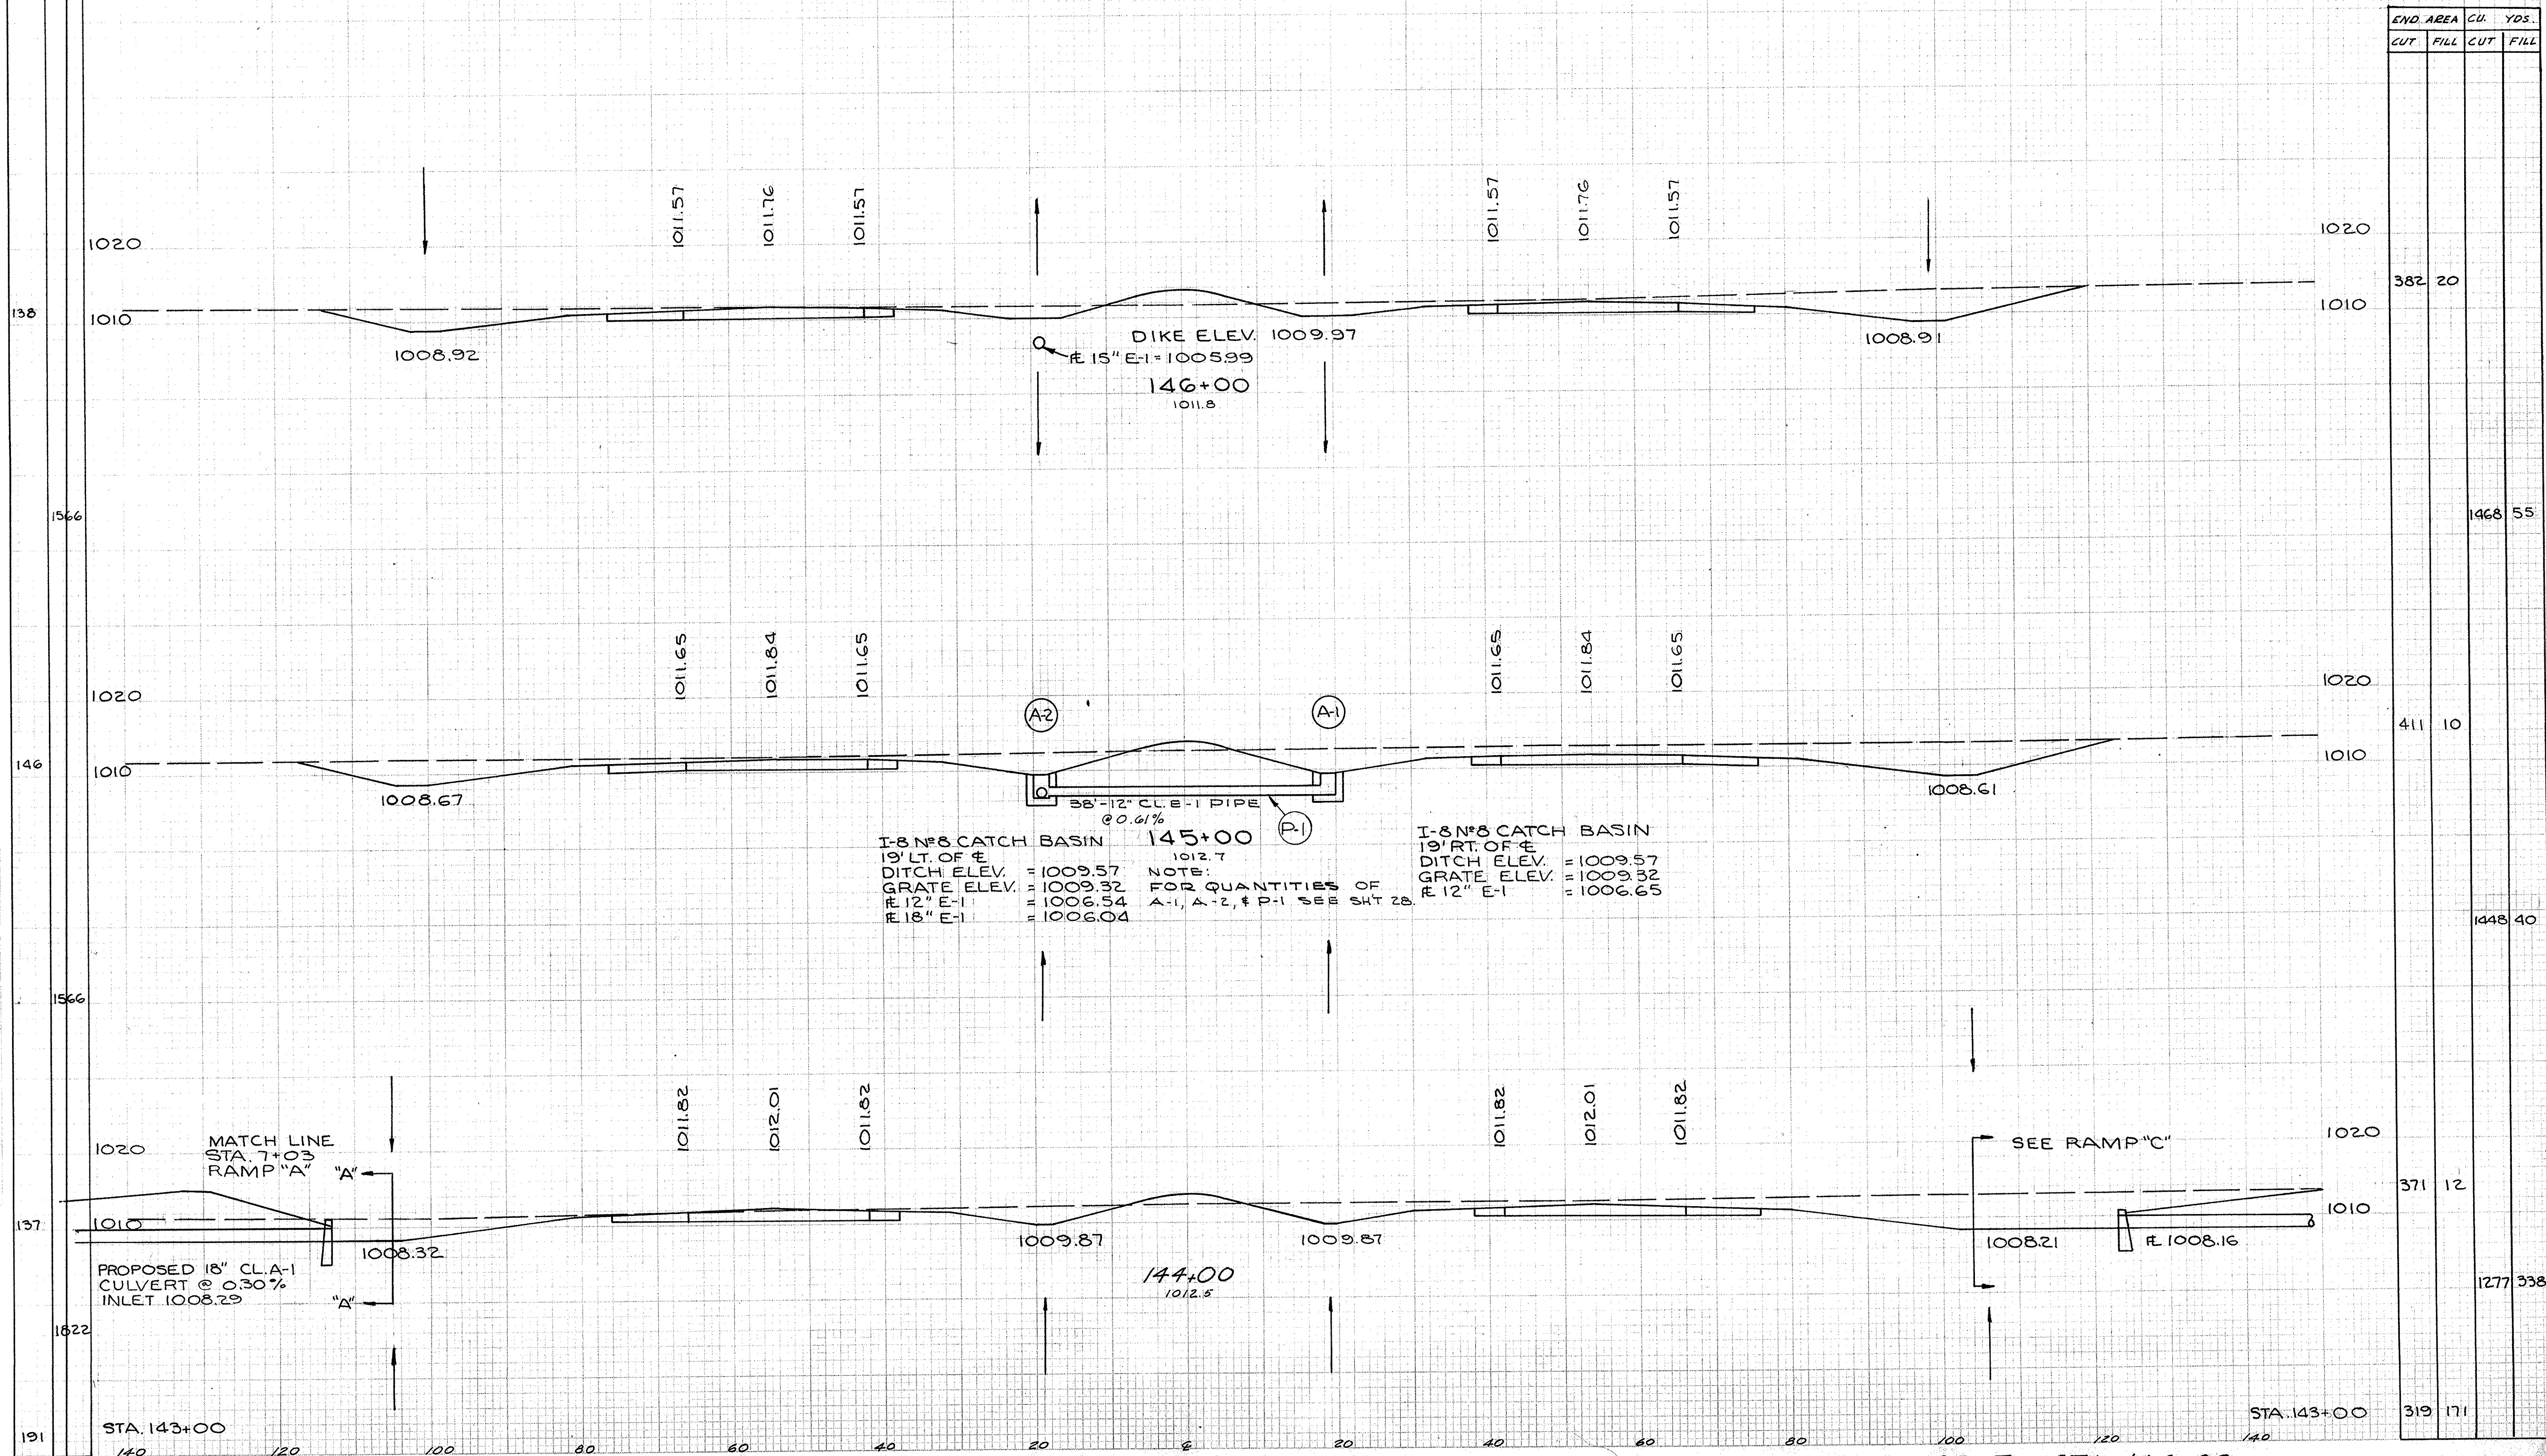 END AREA CU. YDS.
CUT FILL CUT FILL
1011.57 1011.76 1011.57 1011.57 1011.76 1011.57
1020 1020
382 20
138 1010 1010
1008.92 DIKE ELEV. 1009.97 1008.91
℄ 15" E-1 = 1005.99
146+00
1011.8
1566 1468 55
1011.65 1011.84 1011.65 1011.65 1011.84 1011.65
1020 1020
A-2 A-1
411 10
146 1010 1010
1008.67 1008.61
38'-12" CL. E-1 PIPE
@ 0.61%
P-1
145+00
1012.7
I-8 Nº8 CATCH BASIN
19' LT. OF ℄
DITCH ELEV. = 1009.57
GRATE ELEV. = 1009.32
℄ 12" E-1 = 1006.54
℄ 18" E-1 = 1006.04
NOTE:
FOR QUANTITIES OF
A-1, A-2, & P-1 SEE SHT 28.
I-8 Nº8 CATCH BASIN
19' RT. OF ℄
DITCH ELEV. = 1009.57
GRATE ELEV. = 1009.32
℄ 12" E-1 = 1006.65
1448 40
1566
1011.82 1012.01 1011.82 1011.82 1012.01 1011.82
1020 1020
MATCH LINE
STA. 7+03
RAMP "A" "A"
SEE RAMP "C"
371 12
137 1010 1010
1008.32 1009.87 1009.87 1008.21 ℄ 1008.16
PROPOSED 18" CL. A-1
CULVERT @ 0.30%
INLET 1008.29 "A"
144+00
1012.5
1277 338
1822
STA. 143+00 STA. 143+00 319 171
191
140 120 100 80 60 40 20 ℄ 20 40 60 80 100 120 140